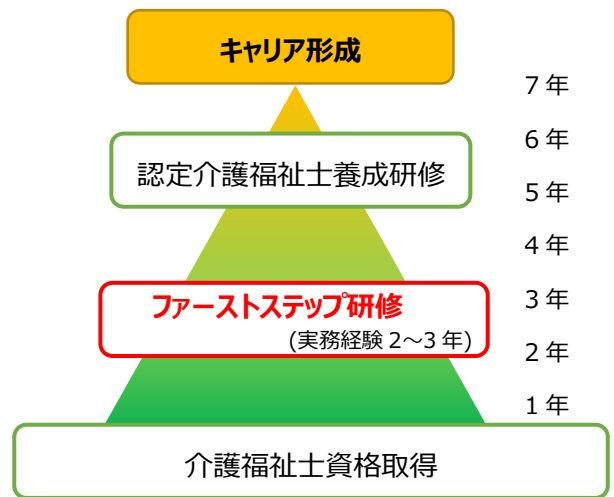 キャリア形成
7年
6年
認定介護福祉士養成研修
5年
4年
ファーストステップ研修
3年
(実務経験 2～3 年)
2年
1年
介護福祉士資格取得